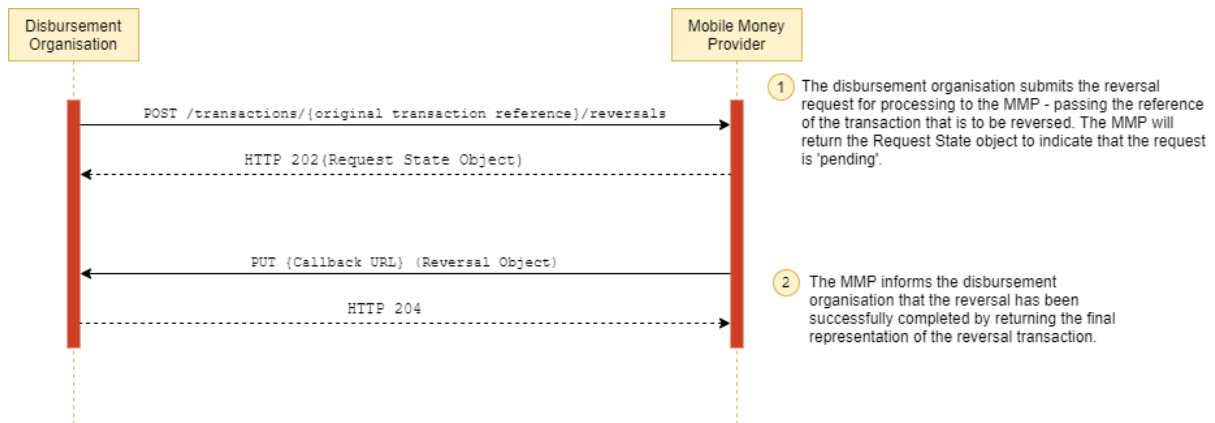 Disbursement
Organisation
Mobile Money
Provider
1
The disbursement organisation submits the reversal
request for processing to the MMP - passing the reference
of the transaction that is to be reversed. The MMP will
return the Request State object to indicate that the request
is 'pending'.
POST /transactions/{original transaction reference}/reversals
HTTP 202(Request State Object)
PUT {Callback URL} (Reversal Object)
2
The MMP informs the disbursement
organisation that the reversal has been
successfully completed by returning the final
representation of the reversal transaction.
HTTP 204